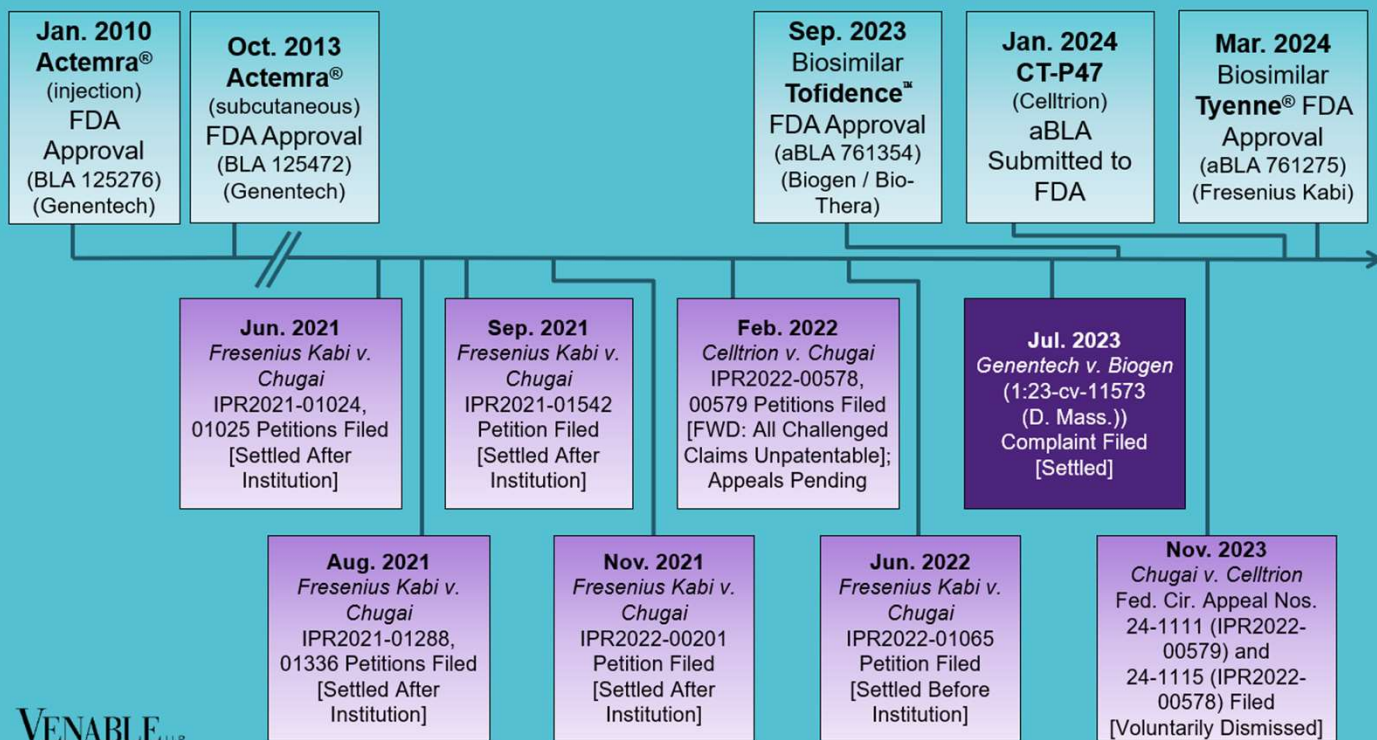 Jan. 2010
Actemra®
(injection)
FDA
Approval
(BLA 125276)
(Genentech)
Oct. 2013
Actemra®
(subcutaneous)
FDA Approval
(BLA 125472)
(Genentech)
Sep. 2023
Biosimilar
Tofidence™
FDA Approval
(aBLA 761354)
(Biogen / Bio-
Thera)
Jan. 2024
CT-P47
(Celltrion)
aBLA
Submitted to
FDA
Mar. 2024
Biosimilar
Tyenne® FDA
Approval
(aBLA 761275)
(Fresenius Kabi)
Jun. 2021
Fresenius Kabi v.
Chugai
IPR2021-01024,
01025 Petitions Filed
[Settled After
Institution]
Sep. 2021
Fresenius Kabi v.
Chugai
IPR2021-01542
Petition Filed
[Settled After
Institution]
Feb. 2022
Celltrion v. Chugai
IPR2022-00578,
00579 Petitions Filed
[FWD: All Challenged
Claims Unpatentable];
Appeals Pending
Jul. 2023
Genentech v. Biogen
(1:23-cv-11573
(D. Mass.))
Complaint Filed
[Settled]
Aug. 2021
Fresenius Kabi v.
Chugai
IPR2021-01288,
01336 Petitions Filed
[Settled After
Institution]
Nov. 2021
Fresenius Kabi v.
Chugai
IPR2022-00201
Petition Filed
[Settled After
Institution]
Jun. 2022
Fresenius Kabi v.
Chugai
IPR2022-01065
Petition Filed
[Settled Before
Institution]
Nov. 2023
Chugai v. Celltrion
Fed. Cir. Appeal Nos.
24-1111 (IPR2022-
00579) and
24-1115 (IPR2022-
00578) Filed
[Voluntarily Dismissed]
VENABLE LLP